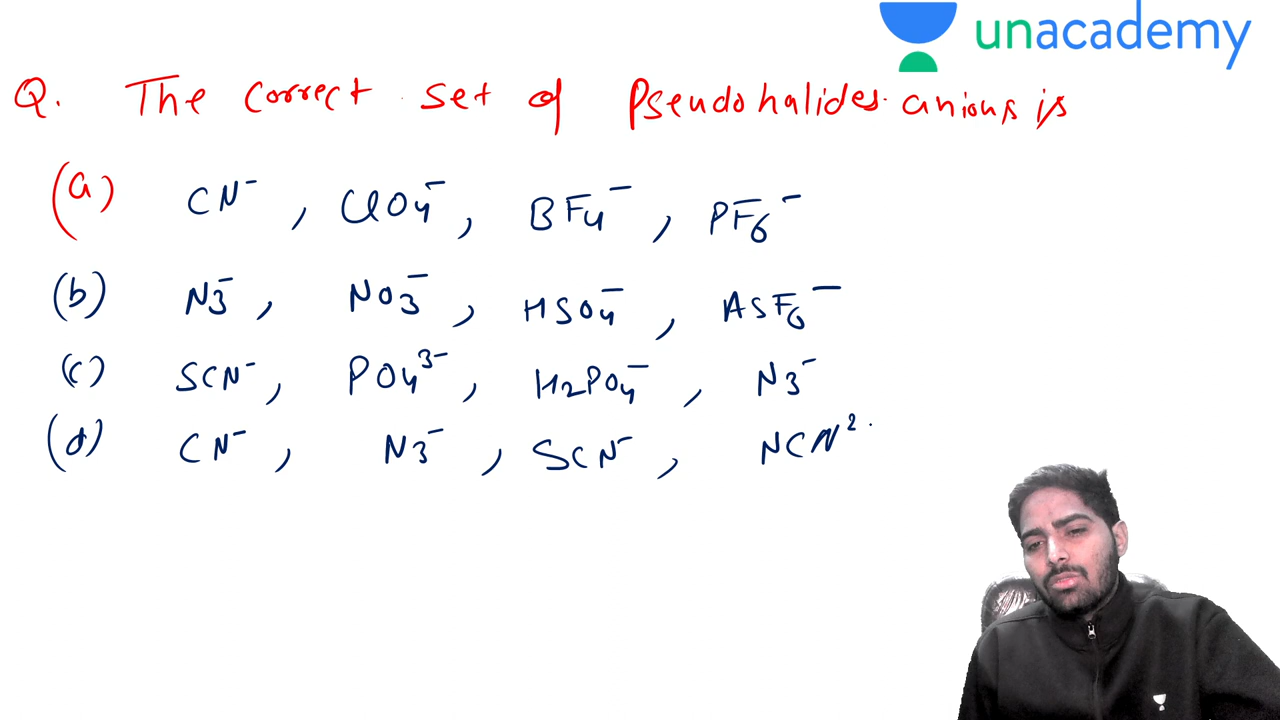 unacademy
Q. The correct set of Pseudohalides anions is
(a) CN⁻ , ClO4⁻ , BF4⁻ , PF6⁻
(b) N3⁻ , NO3⁻ , HSO4⁻ , ASF6⁻
(c) SCN⁻ , PO4³⁻ , H2PO4⁻ , N3⁻
(d) CN⁻ , N3⁻ , SCN⁻ , NCN²⁻